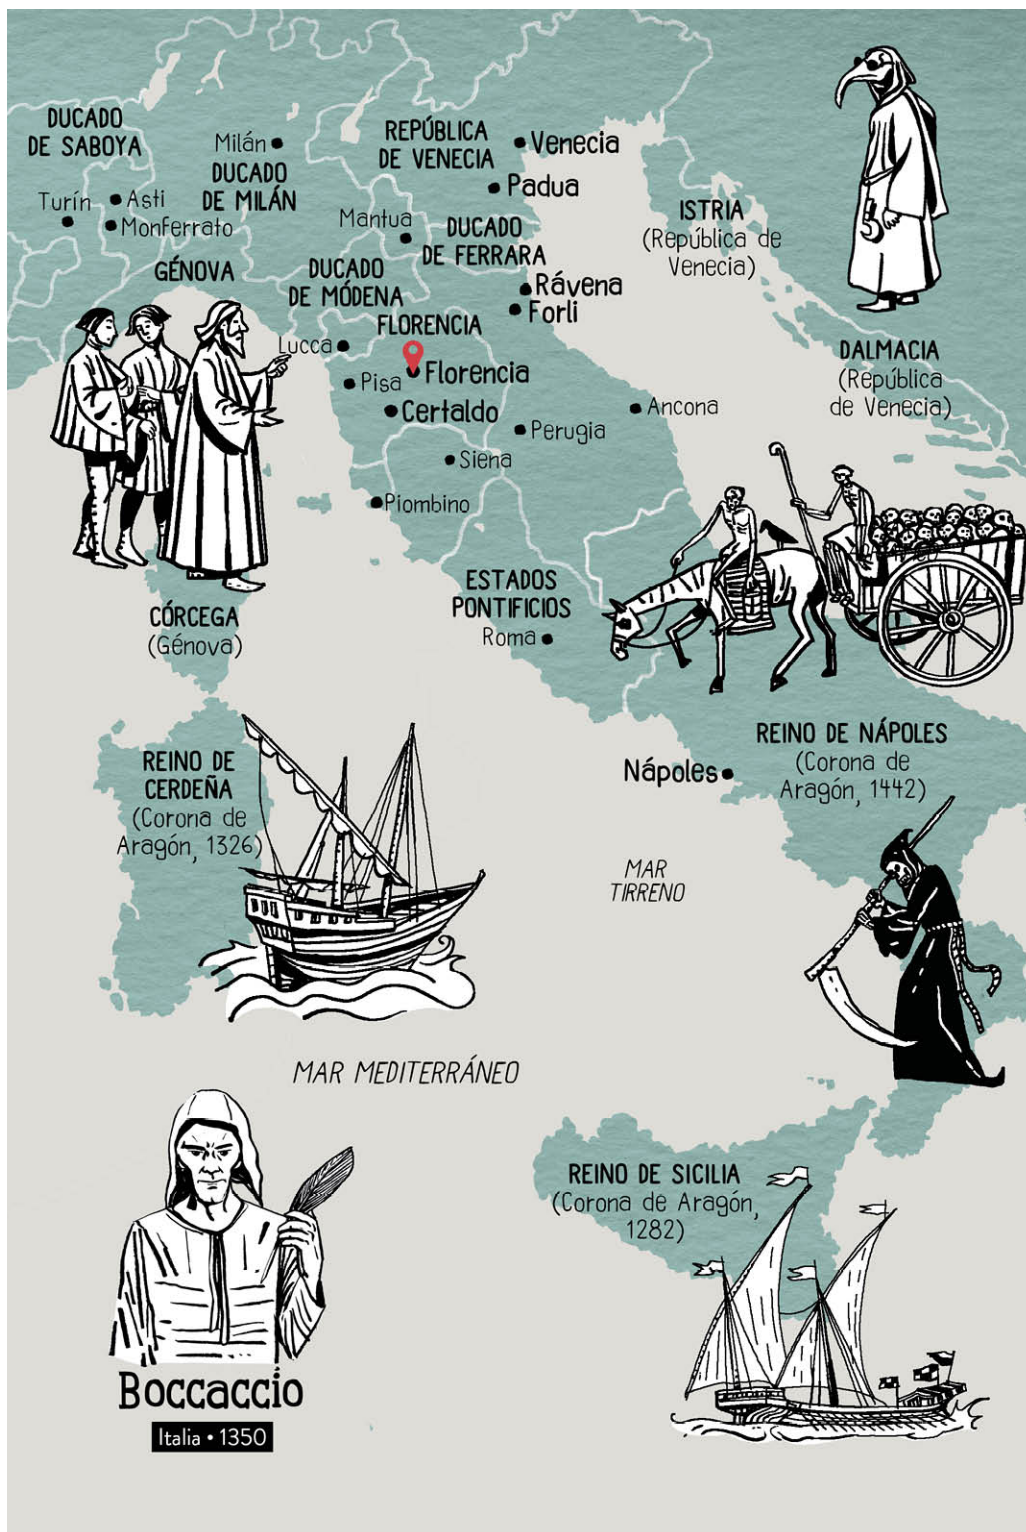 DUCADO
DE SABOYA
Milán
DUCADO
DE MILÁN
REPÚBLICA
DE VENECIA
Venecia
Padua
Turín
Asti
Monferrato
Mantua
DUCADO
DE FERRARA
ISTRIA
(República de
Venecia)
GÉNOVA
DUCADO
DE MÓDENA
Rávena
Forli
FLORENCIA
Lucca
Florencia
Pisa
Certaldo
DALMACIA
(República
de Venecia)
Ancona
Perugia
Siena
Piombino
ESTADOS
PONTIFICIOS
Roma
CÓRCEGA
(Génova)
REINO DE
CERDEÑA
(Corona de
Aragón, 1326)
REINO DE NÁPOLES
(Corona de
Aragón, 1442)
Nápoles
MAR
TIRRENO
MAR MEDITERRÁNEO
REINO DE SICILIA
(Corona de Aragón,
1282)
Boccaccio
Italia • 1350